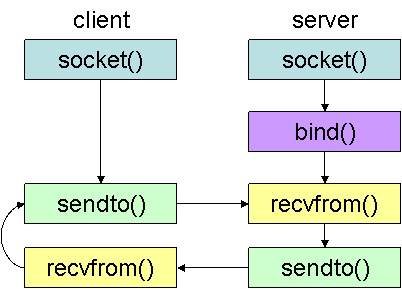 client server
socket() socket()
bind()
sendto() recvfrom()
recvfrom() sendto()